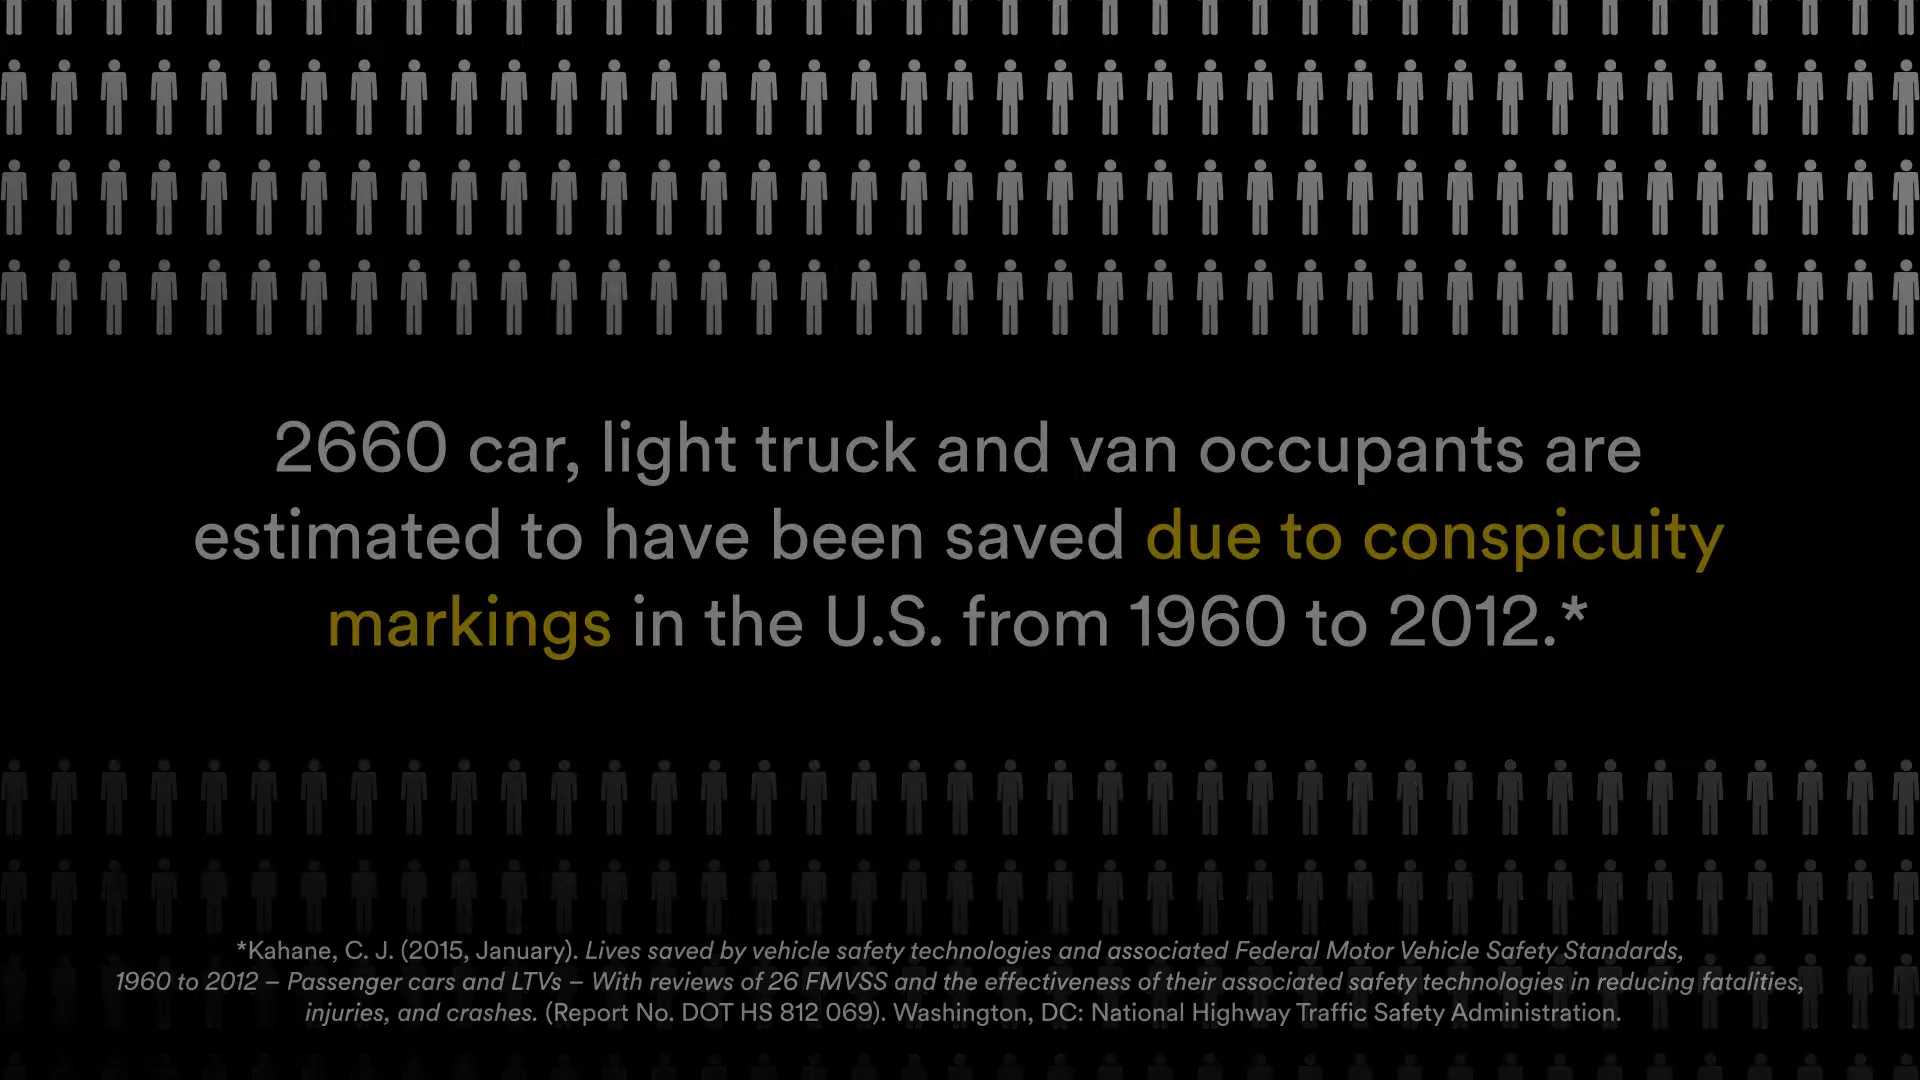 2660 car, light truck and van occupants are
estimated to have been saved due to conspicuity
markings in the U.S. from 1960 to 2012.*
*Kahane, C. J. (2015, January). Lives saved by vehicle safety technologies and associated Federal Motor Vehicle Safety Standards,
1960 to 2012 – Passenger cars and LTVs – With reviews of 26 FMVSS and the effectiveness of their associated safety technologies in reducing fatalities,
injuries, and crashes. (Report No. DOT HS 812 069). Washington, DC: National Highway Traffic Safety Administration.